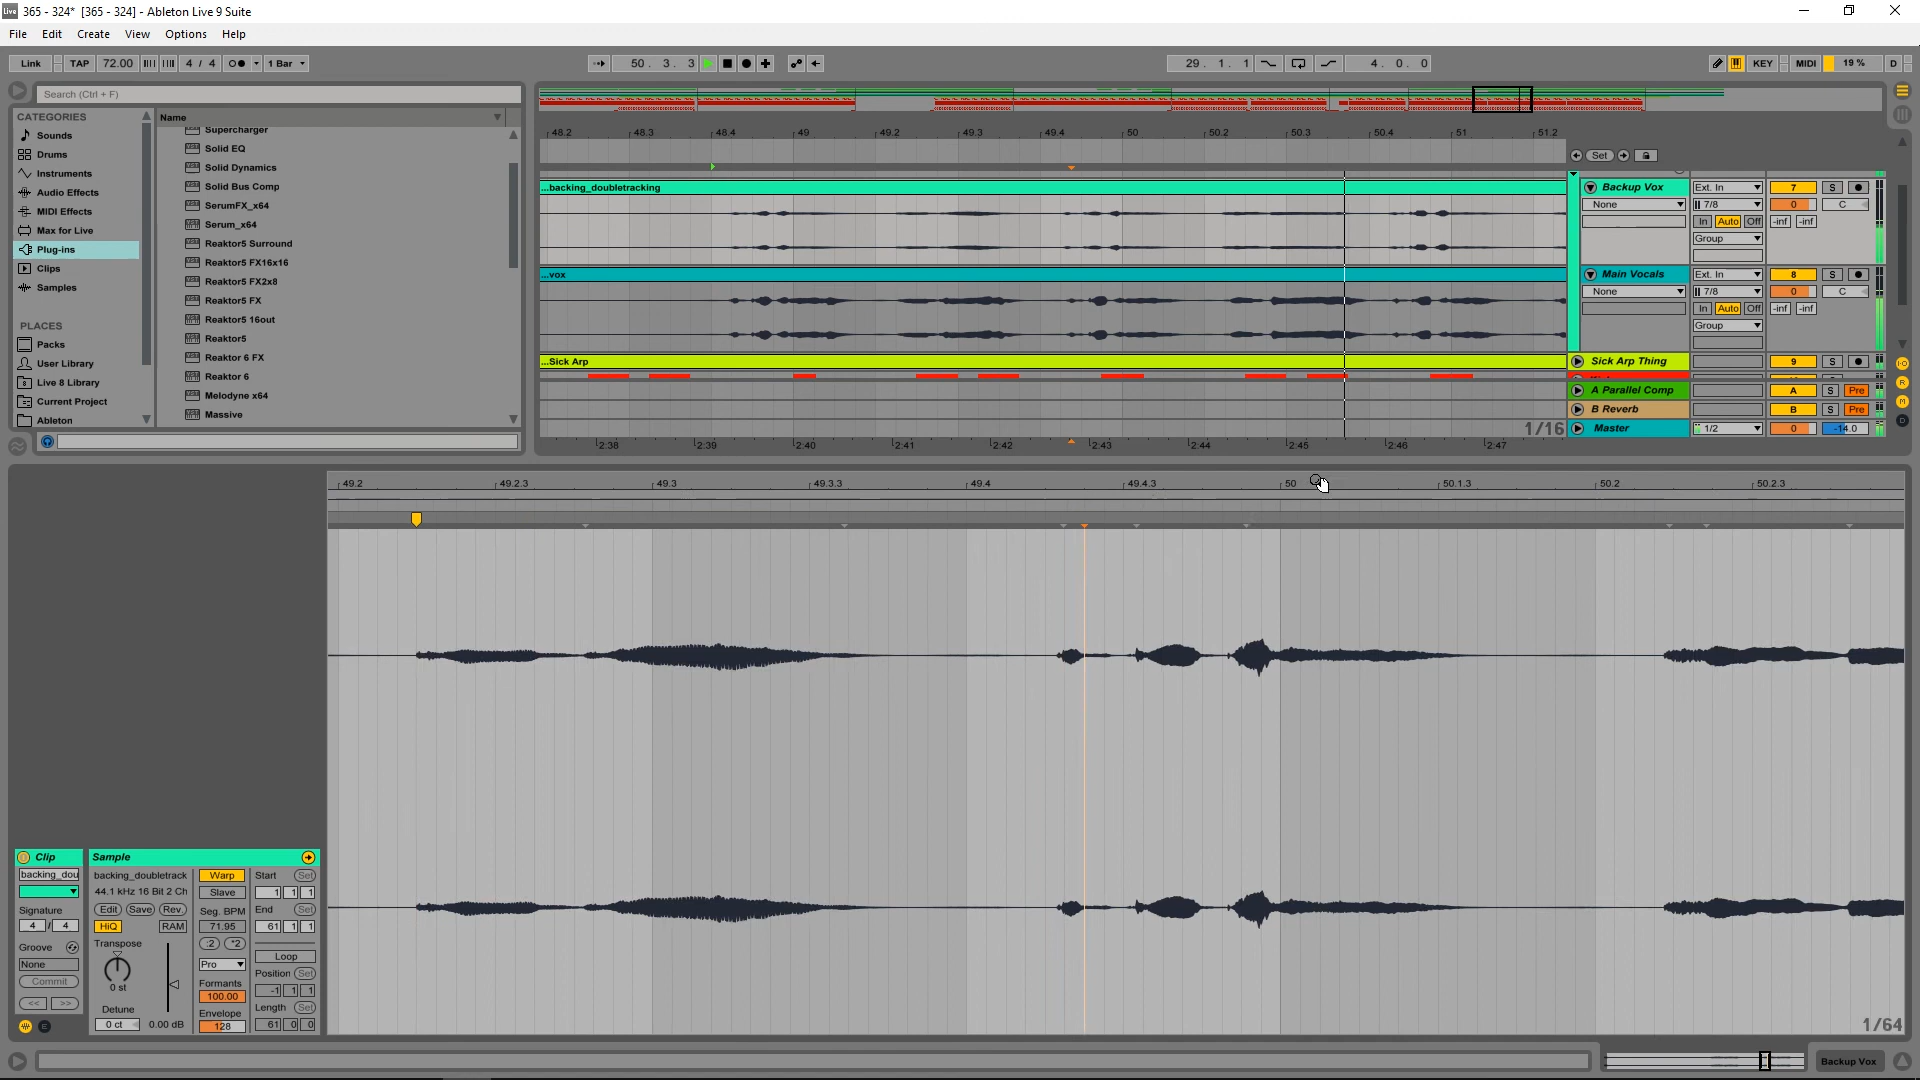 365 - 324* [365 - 324] - Ableton Live 9 Suite
File Edit Create View Options Help
Link TAP 72.00 4 / 4 1 Bar 50. 3. 3 29. 1. 1 4. 0. 0 KEY MIDI 19 % D
Search (Ctrl + F)
CATEGORIES
Sounds
Drums
Instruments
Audio Effects
MIDI Effects
Max for Live
Plug-ins
Clips
Samples
PLACES
Packs
User Library
Live 8 Library
Current Project
Ableton
Name
Supercharger
Solid EQ
Solid Dynamics
Solid Bus Comp
SerumFX_x64
Serum_x64
Reaktor5 Surround
Reaktor5 FX16x16
Reaktor5 FX2x8
Reaktor5 FX
Reaktor5 16out
Reaktor5
Reaktor 6 FX
Reaktor 6
Melodyne x64
Massive
48.2 48.3 48.4 49 49.2 49.3 49.4 50 50.2 50.3 50.4 51 51.2
Set
...backing_doubletracking
Backup Vox Ext. In 7 S
None 7/8 0 C
In Auto Off -inf -inf
Group
...vox
Main Vocals Ext. In 8 S
None 7/8 0 C
In Auto Off -inf -inf
Group
...Sick Arp
Sick Arp Thing 9 S
A Parallel Comp A S Pre
B Reverb B S Pre
1/16
Master 1/2 0 -14.0
2:38 2:39 2:40 2:41 2:42 2:43 2:44 2:45 2:46 2:47
49.2 49.2.3 49.3 49.3.3 49.4 49.4.3 50 50.1.3 50.2 50.2.3
Clip
backing_dou
Signature
4 / 4
Groove
None
Commit
<< >>
E
Sample
backing_doubletrack
44.1 kHz 16 Bit 2 Ch
Edit Save Rev.
HiQ RAM
Transpose
0 st
Detune
0 ct 0.00 dB
Warp
Slave
Seg. BPM
71.95
:2 *2
Pro
Formants
100.00
Envelope
128
Start Set
1 1 1
End Set
61 1 1
Loop
Position Set
-1 1 1
Length Set
61 0 0
1/64
Backup Vox